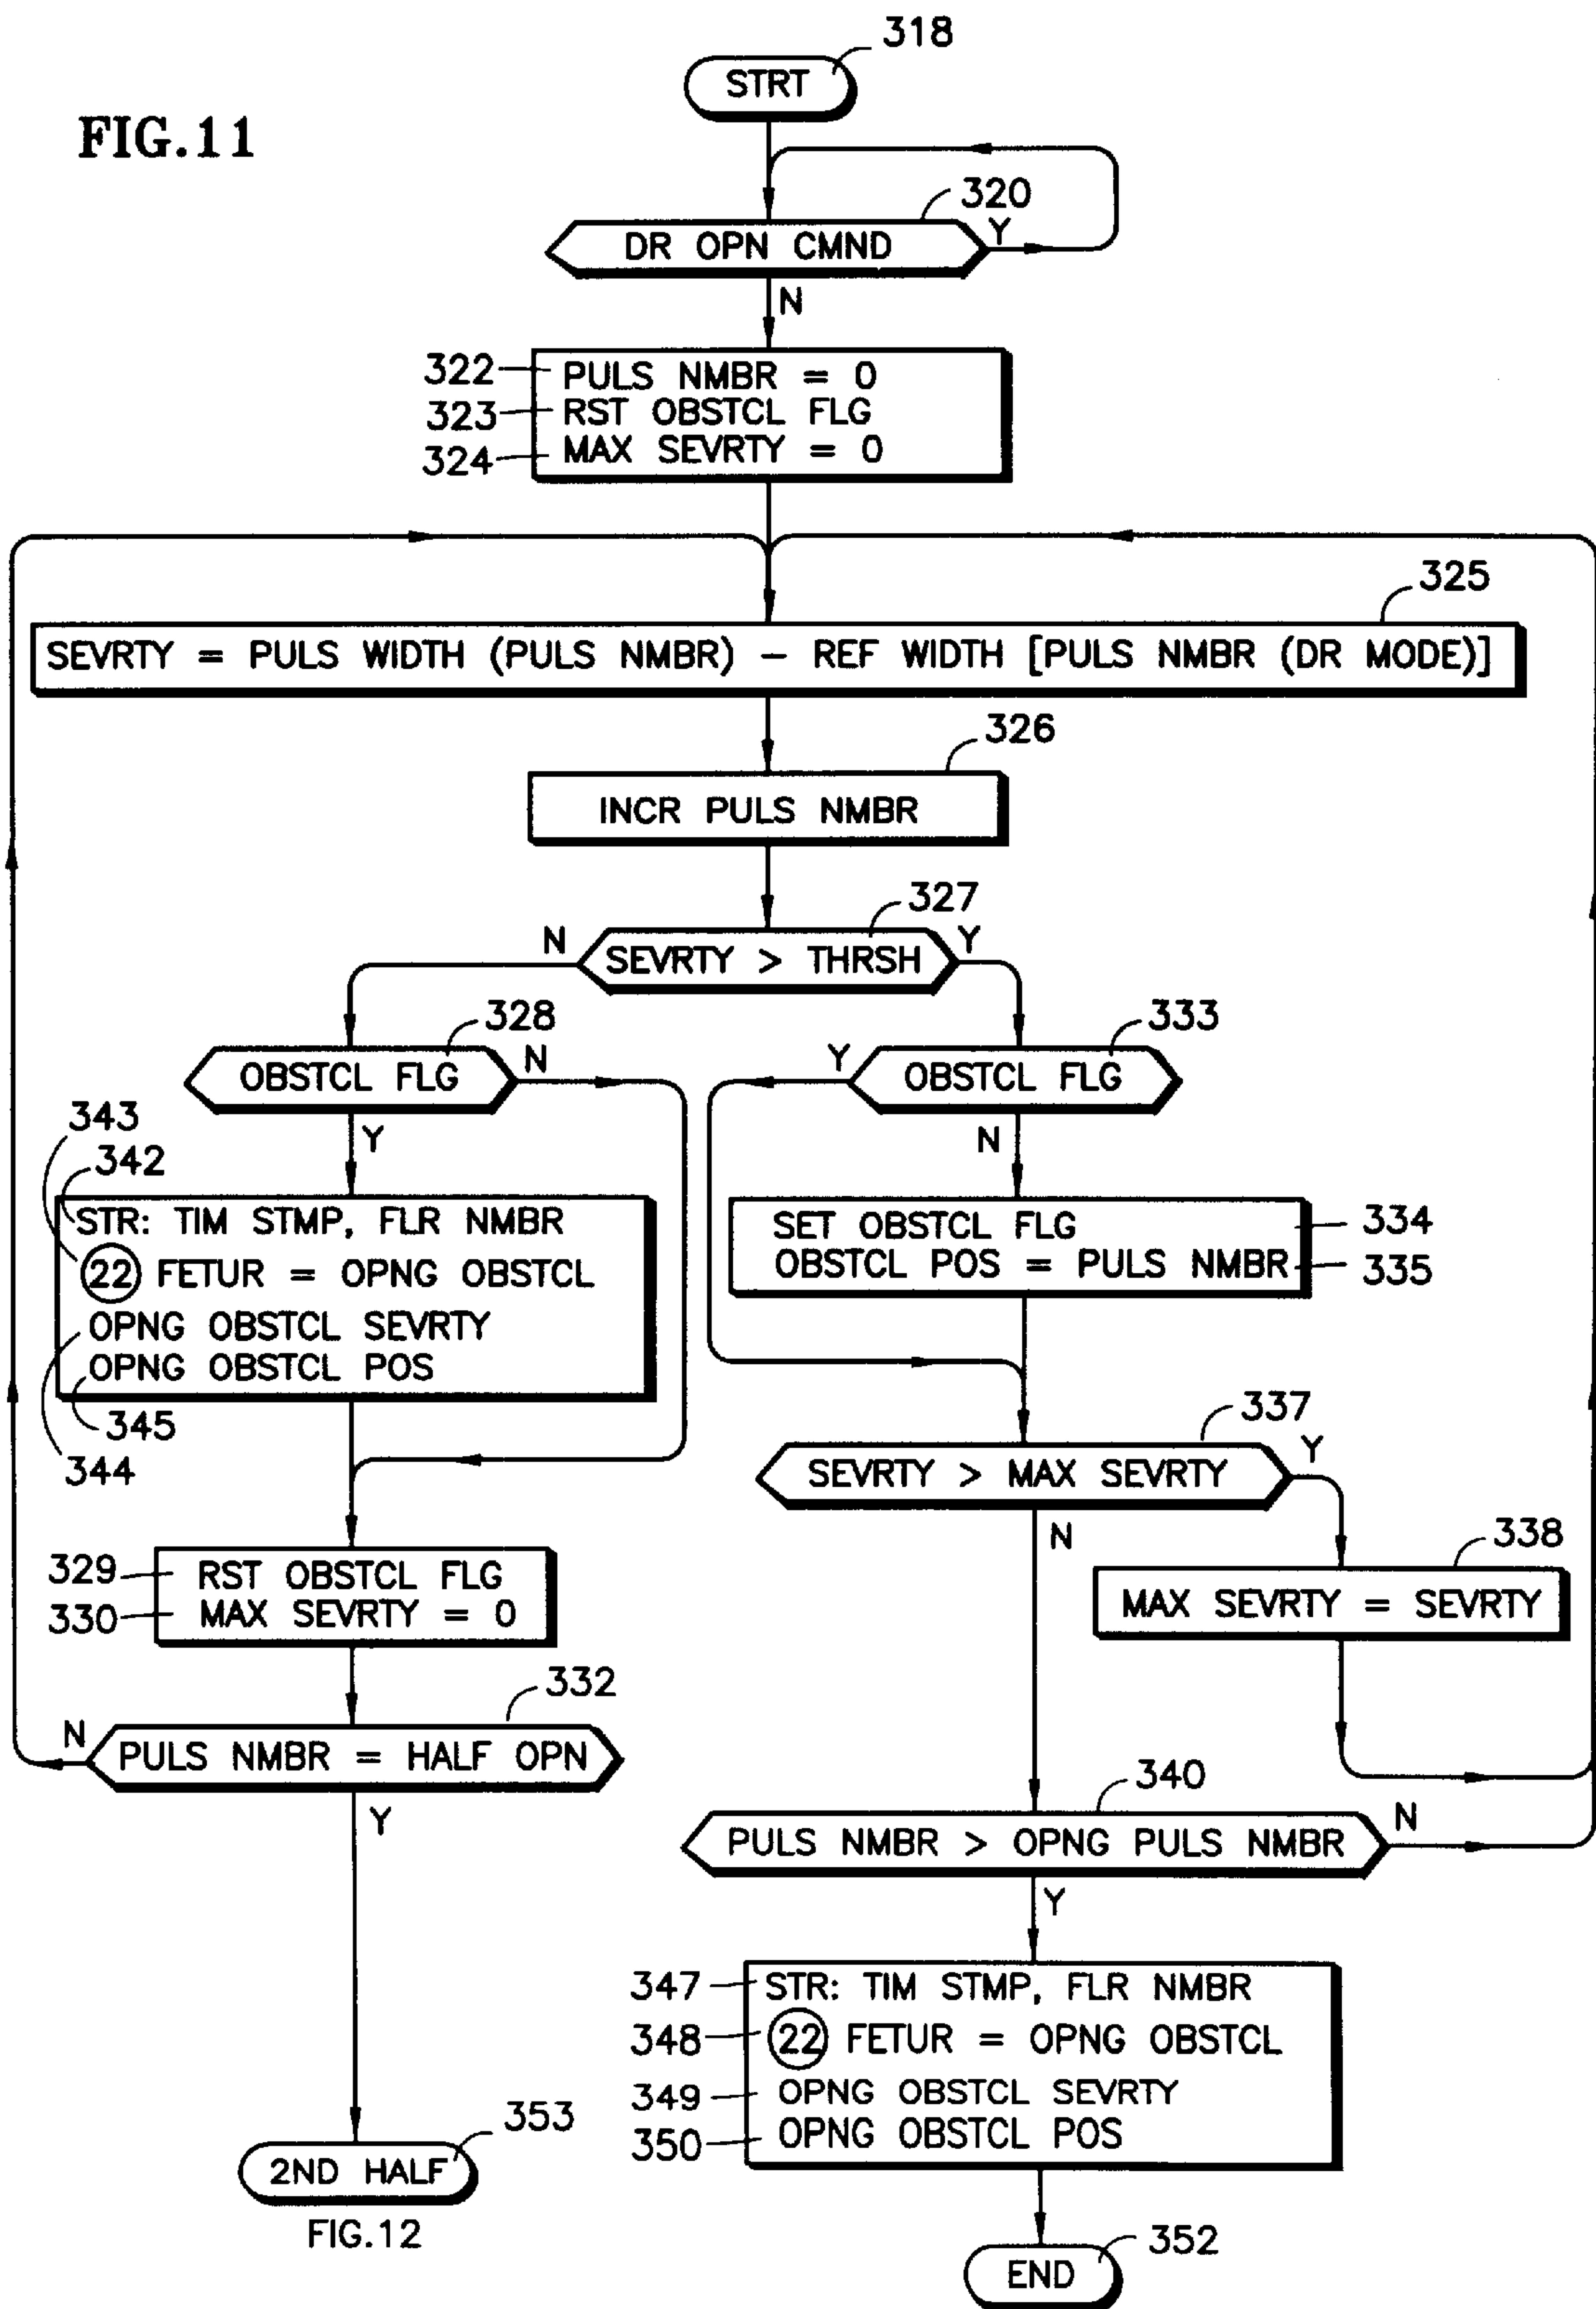 318
STRT
FIG.11
320
DR OPN CMND
Y
N
322
PULS NMBR = 0
323
RST OBSTCL FLG
324
MAX SEVRTY = 0
325
SEVRTY = PULS WIDTH (PULS NMBR) - REF WIDTH [PULS NMBR (DR MODE)]
326
INCR PULS NMBR
327
N
SEVRTY > THRSH
Y
328
OBSTCL FLG
N
Y
333
Y
OBSTCL FLG
N
343
342
STR: TIM STMP, FLR NMBR
22 FETUR = OPNG OBSTCL
OPNG OBSTCL SEVRTY
OPNG OBSTCL POS
345
344
SET OBSTCL FLG
334
OBSTCL POS = PULS NMBR
335
337
SEVRTY > MAX SEVRTY
Y
N
329
RST OBSTCL FLG
330
MAX SEVRTY = 0
338
MAX SEVRTY = SEVRTY
332
N
PULS NMBR = HALF OPN
Y
340
PULS NMBR > OPNG PULS NMBR
N
Y
347
STR: TIM STMP, FLR NMBR
348
22 FETUR = OPNG OBSTCL
349
OPNG OBSTCL SEVRTY
350
OPNG OBSTCL POS
353
2ND HALF
FIG.12
352
END